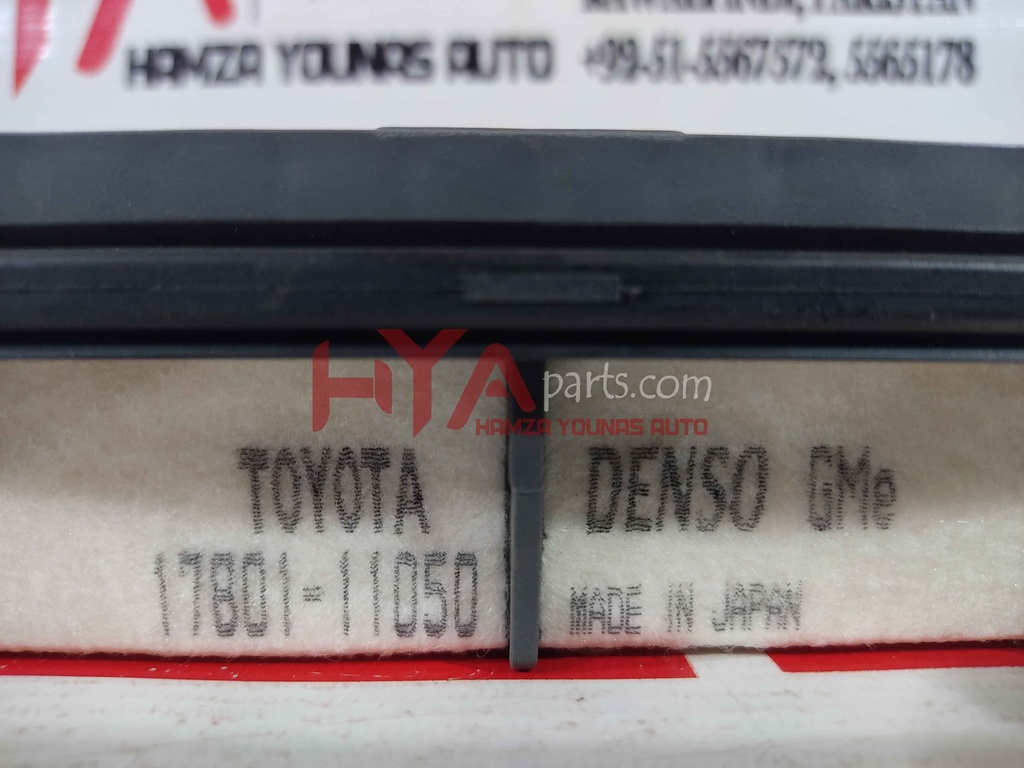 HAMZA YOUNAS AUTO +99-51-5567573, 5565178
HYAparts.com
HAMZA YOUNAS AUTO
TOYOTA
17801-11050
DENSO GMe
MADE IN JAPAN